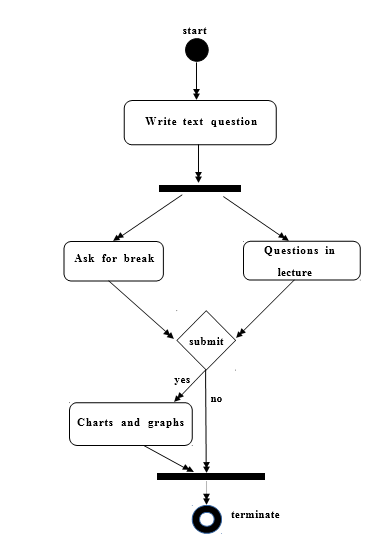 start
Write text question
Ask for break
Questions in
lecture
submit
yes
no
Charts and graphs
terminate